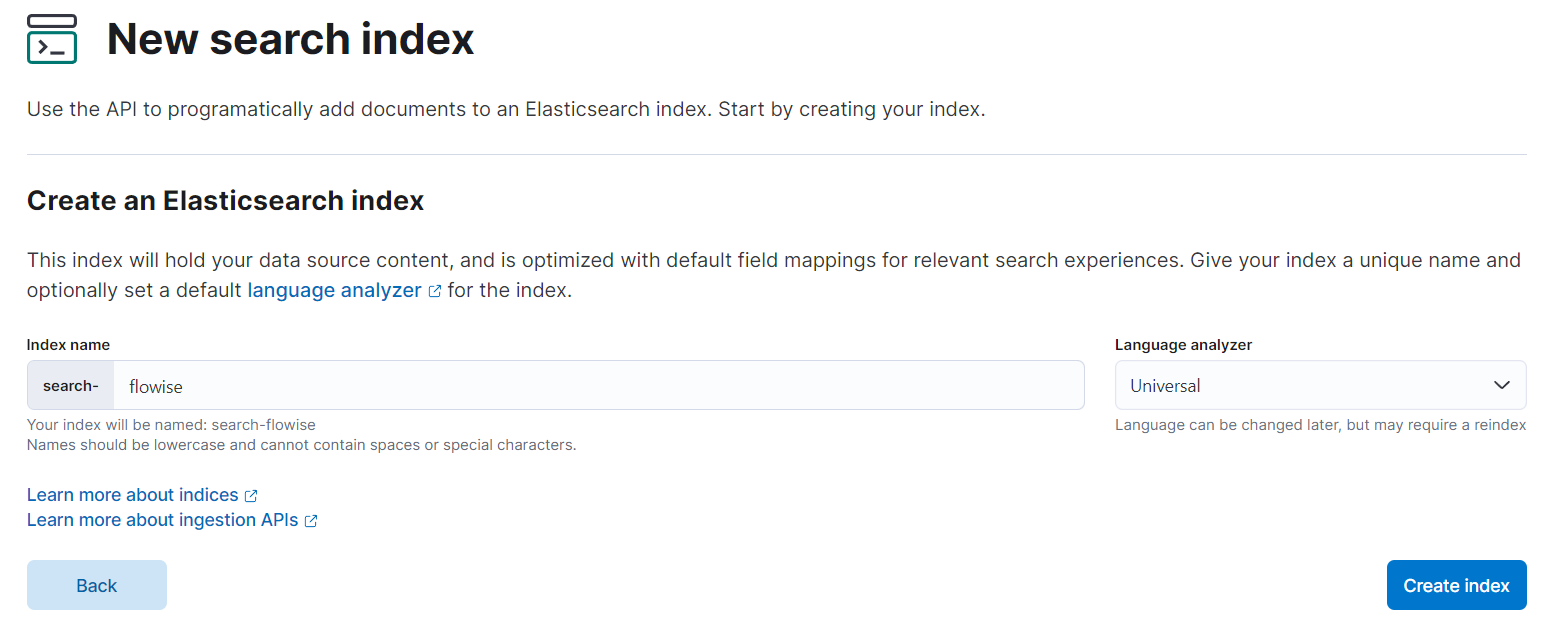 New search index
Use the API to programatically add documents to an Elasticsearch index. Start by creating your index.
Create an Elasticsearch index
This index will hold your data source content, and is optimized with default field mappings for relevant search experiences. Give your index a unique name and
optionally set a default language analyzer for the index.
Index name
search- flowise
Your index will be named: search-flowise
Names should be lowercase and cannot contain spaces or special characters.
Language analyzer
Universal
Language can be changed later, but may require a reindex
Learn more about indices
Learn more about ingestion APIs
Back
Create index